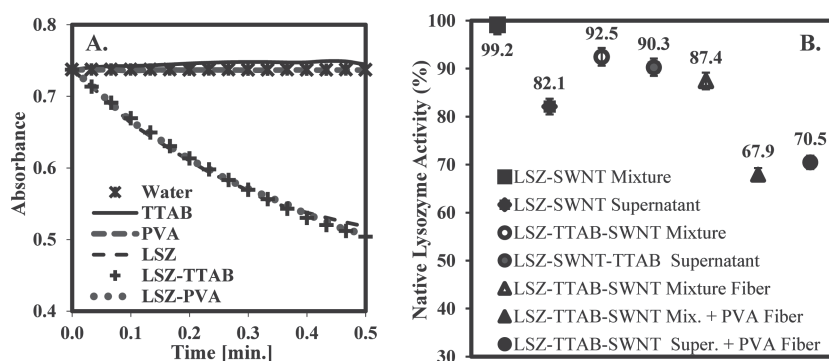 A.
0.8
0.7
0.6
0.5
0.4
Absorbance
Water
TTAB
PVA
LSZ
LSZ-TTAB
LSZ-PVA
0.0 0.1 0.2 0.3 0.4 0.5
Time [min.]
B.
100
90
80
70
60
50
40
30
Native Lysozyme Activity (%)
99.2
82.1
92.5
90.3
87.4
67.9
70.5
LSZ-SWNT Mixture
LSZ-SWNT Supernatant
LSZ-TTAB-SWNT Mixture
LSZ-SWNT-TTAB Supernatant
LSZ-TTAB-SWNT Mixture Fiber
LSZ-TTAB-SWNT Mix. + PVA Fiber
LSZ-TTAB-SWNT Super. + PVA Fiber